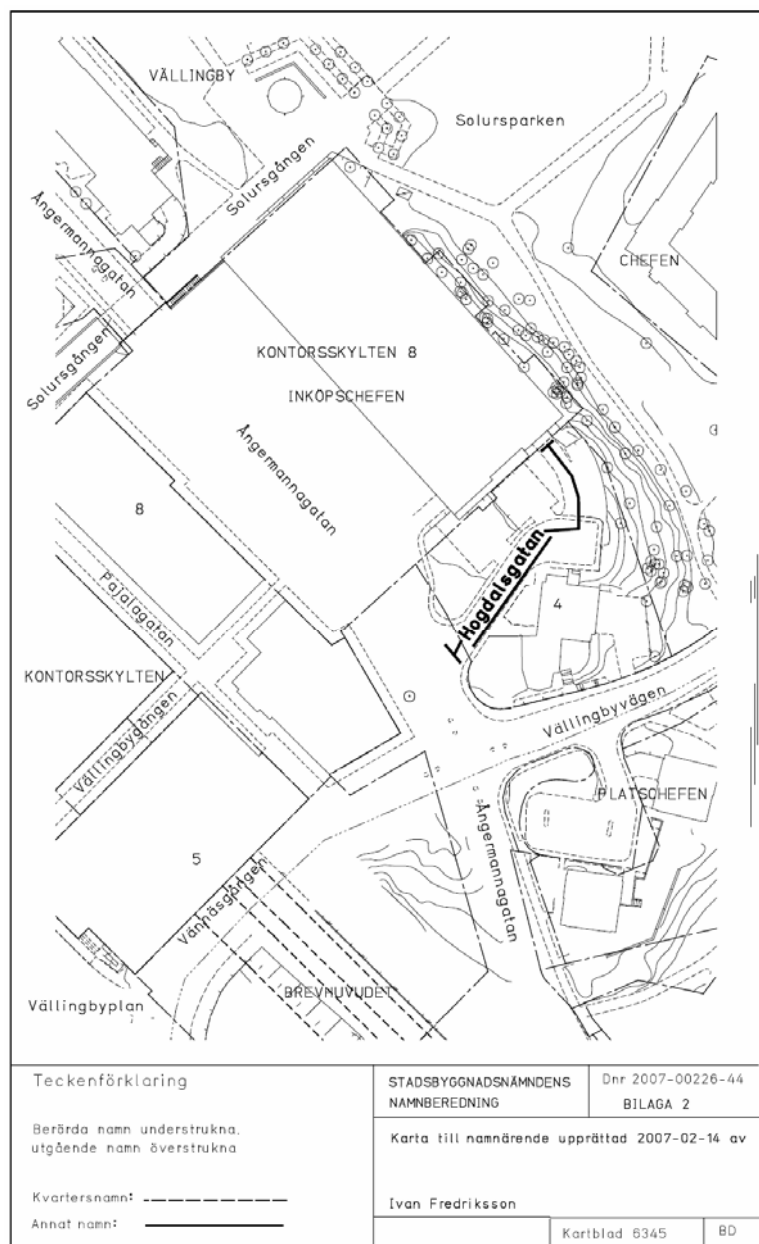 VÄLLINGBY
Solursparken
Solursgången
Ångermannagatan
CHEFEN
Solursgången
KONTORSSKYLTEN 8
INKÖPSCHEFEN
Ångermannagatan
8
Hogdalsgatan
Pajalagatan
4
KONTORSSKYLTEN
Vällingbygången
Vällingbyvägen
PLATSCHEFEN
5
Ångermannagatan
Vännäsgången
BREVHUVUDET
Vällingbyplan
Teckenförklaring
Berörda namn understrukna,
utgående namn överstrukna
Kvartersnamn:
Annat namn:
STADSBYGGNADSNÄMNDENS
NAMNBEREDNING
Dnr 2007-00226-44
BILAGA 2
Karta till namnärende upprättad 2007-02-14 av
Ivan Fredriksson
Kartblad 6345
BD